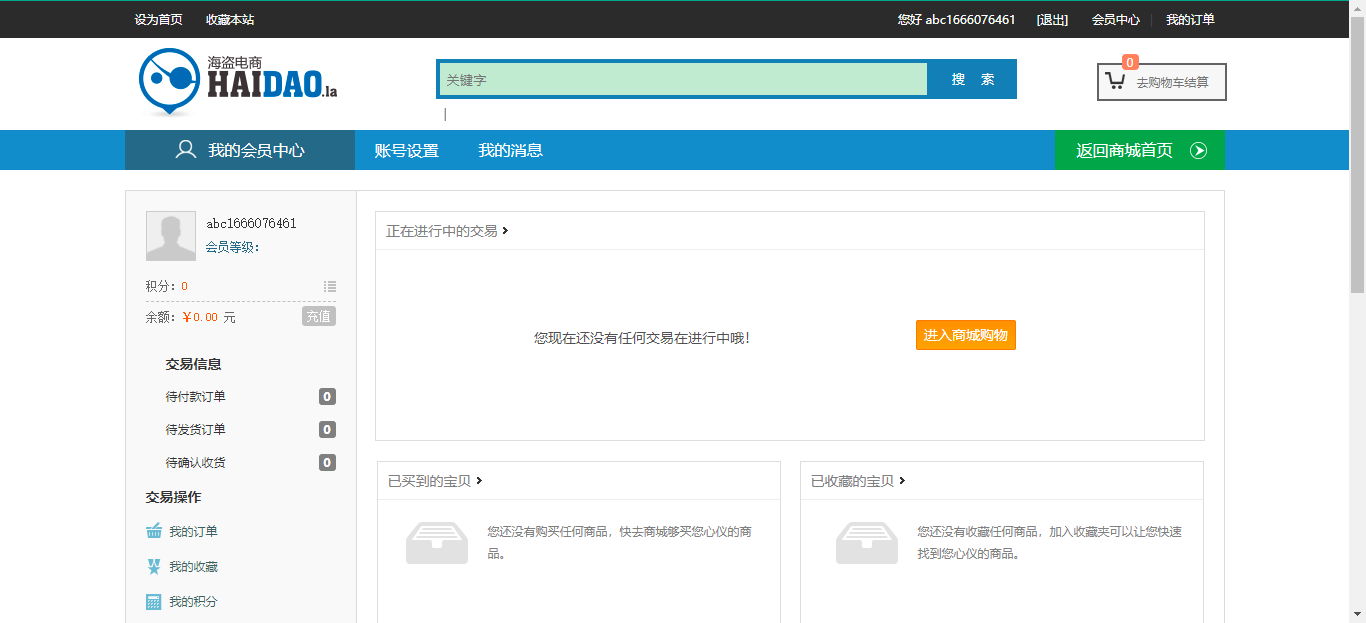 设为首页 收藏本站 您好 abc1666076461 [退出] 会员中心 我的订单
海盗电商
HAIDAO.la
关键字 搜 索
0
去购物车结算
我的会员中心 账号设置 我的消息 返回商城首页
abc1666076461
会员等级：
积分：0
余额：￥0.00 元 充值
交易信息
待付款订单 0
待发货订单 0
待确认收货 0
交易操作
我的订单
我的收藏
我的积分
正在进行中的交易
您现在还没有任何交易在进行中哦！ 进入商城购物
已买到的宝贝
您还没有购买任何商品，快去商城够买您心仪的商
品。
已收藏的宝贝
您还没有收藏任何商品，加入收藏夹可以让您快速
找到您心仪的商品。